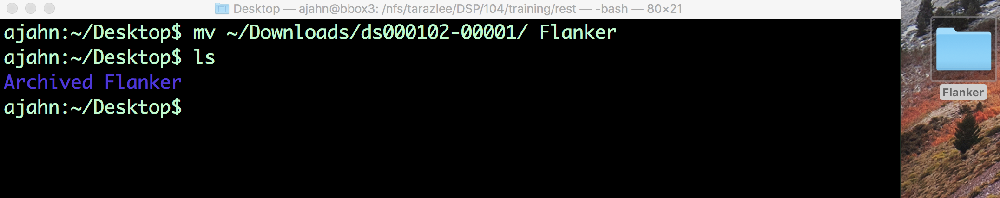 Desktop — ajahn@bbox3: /nfs/tarazlee/DSP/104/training/rest — -bash — 80×21
ajahn:~/Desktop$ mv ~/Downloads/ds000102-00001/ Flanker
ajahn:~/Desktop$ ls
Archived Flanker
ajahn:~/Desktop$
Flanker